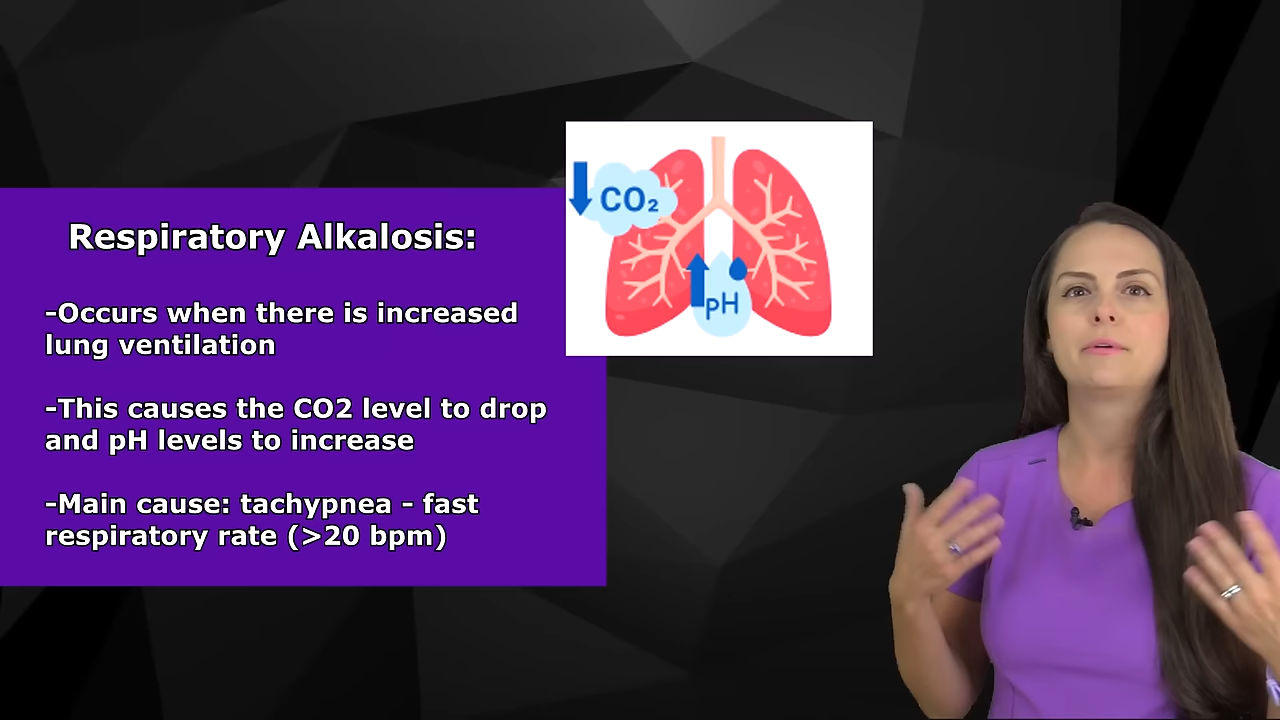 Respiratory Alkalosis:
-Occurs when there is increased
lung ventilation
-This causes the CO2 level to drop
and pH levels to increase
-Main cause: tachypnea - fast
respiratory rate (>20 bpm)
CO₂
pH